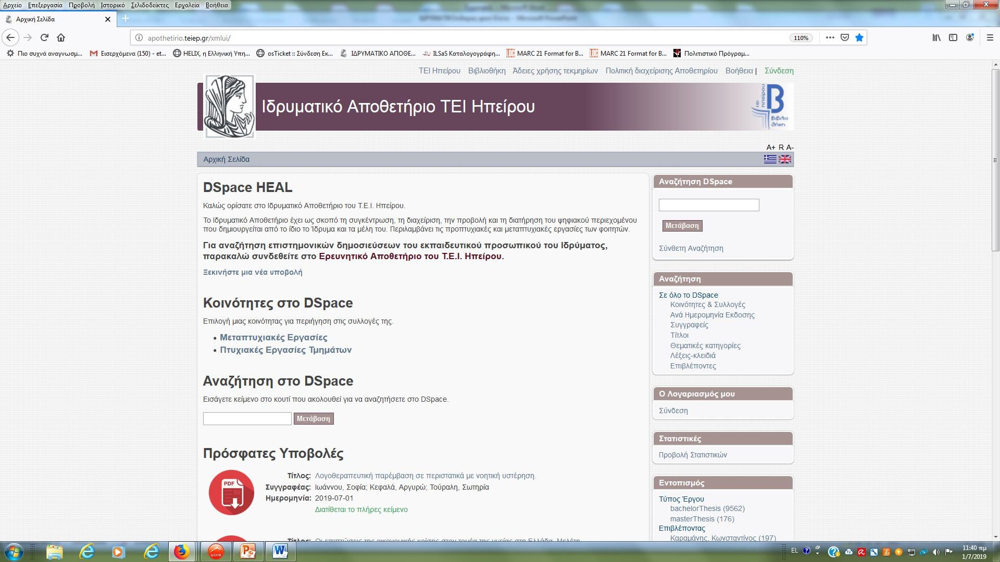 Αρχείο Επεξεργασία Προβολή Ιστορικό Σελιδοδείκτες Εργαλεία Βοήθεια
Αρχική Σελίδα
apothetirio.teiep.gr/xmlui/
110%
Πιο συχνά αναγνωσμ...
Εισερχόμενα (150) - et...
HELIX, η Ελληνική Υπη...
osTicket :: Σύνδεση Εκ...
ΙΔΡΥΜΑΤΙΚΟ ΑΠΟΘΕ...
ILSaS Καταλογογράφη...
MARC 21 Format for B...
MARC 21 Format for B...
Πολιτιστικό Πρόγραμ...
ΤΕΙ Ηπείρου Βιβλιοθήκη Άδειες χρήσης τεκμηρίων Πολιτική διαχείρισης Αποθετηρίου Βοήθεια | Σύνδεση
Ιδρυματικό Αποθετήριο ΤΕΙ Ηπείρου
τει ηπείρου
Βιβλιο
θήκη
A+ R A-
Αρχική Σελίδα
DSpace HEAL
Καλώς ορίσατε στο Ιδρυματικό Αποθετήριο του Τ.Ε.Ι. Ηπείρου.
Το Ιδρυματικό Αποθετήριο έχει ως σκοπό τη συγκέντρωση, τη διαχείριση, την προβολή και τη διατήρηση του ψηφιακού περιεχομένου
που δημιουργείται από το ίδιο το Ίδρυμα και τα μέλη του. Περιλαμβάνει τις προπτυχιακές και μεταπτυχιακές εργασίες των φοιτητών.
Για αναζήτηση επιστημονικών δημοσιεύσεων του εκπαιδευτικού προσωπικού του Ιδρύματος,
παρακαλώ συνδεθείτε στο Ερευνητικό Αποθετήριο του Τ.Ε.Ι. Ηπείρου.
Ξεκινήστε μια νέα υποβολή
Κοινότητες στο DSpace
Επιλογή μιας κοινότητας για περιήγηση στις συλλογές της.
Μεταπτυχιακές Εργασίες
Πτυχιακές Εργασίες Τμημάτων
Αναζήτηση στο DSpace
Εισάγετε κείμενο στο κουτί που ακολουθεί για να αναζητήσετε στο DSpace.
Μετάβαση
Πρόσφατες Υποβολές
PDF
Τίτλος: Λογοθεραπευτική παρέμβαση σε περιστατικά με νοητική υστέρηση.
Συγγραφέας: Ιωάννου, Σοφία; Κεφαλά, Αργυρώ; Τούραλη, Σωτηρία
Ημερομηνία: 2019-07-01
Διατίθεται το πλήρες κείμενο
Τίτλος: Οι επιπτώσεις της οικονομικής κρίσης στον τομέα της υγείας στη Ελλάδα. Μελέτη
Αναζήτηση DSpace
Μετάβαση
Σύνθετη Αναζήτηση
Αναζήτηση
Σε όλο το DSpace
Κοινότητες & Συλλογές
Ανά Ημερομηνία Εκδοσης
Συγγραφείς
Τίτλοι
Θεματικές κατηγορίες
Λέξεις-κλειδιά
Επιβλέποντες
Ο Λογαριασμός μου
Σύνδεση
Στατιστικές
Προβολή Στατιστικών
Εντοπισμός
Τύπος Έργου
bachelorThesis (9562)
masterThesis (176)
Επιβλέποντας
Καραμάνης, Κωνσταντίνος (197)
sierra
EL
11:40 πμ
1/7/2019